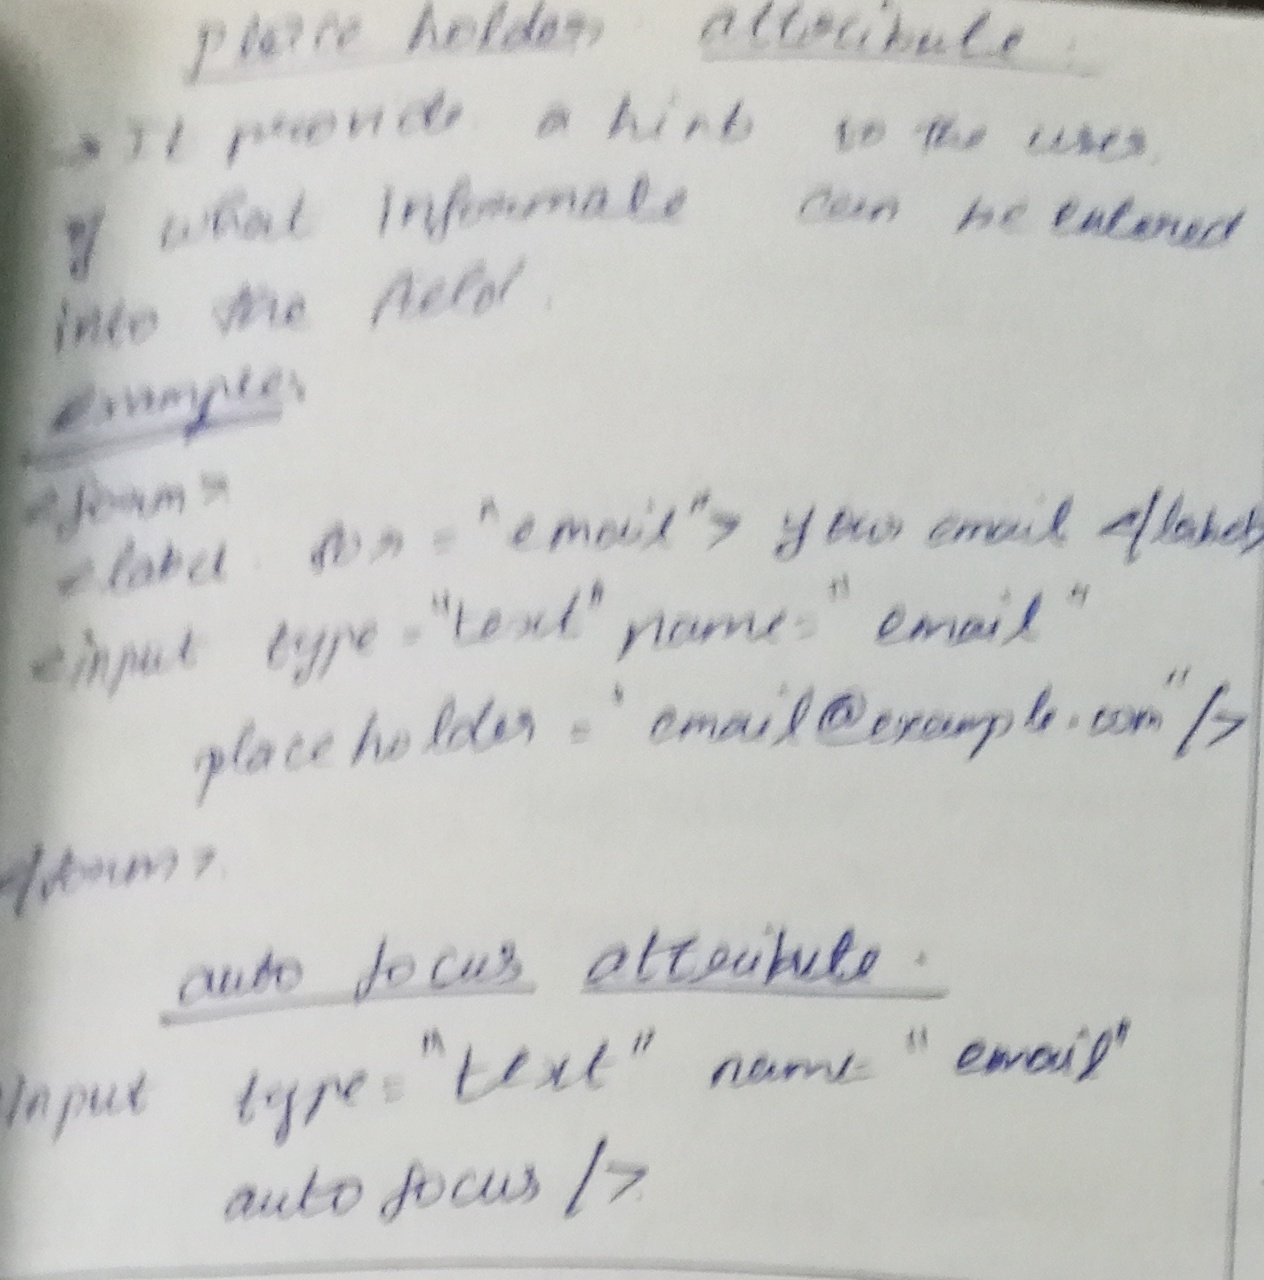 place holder attribute :
→ It provide a hint to the user
of what Informate can be entered
into the field.
example,
<form>
<label for = "email"> your email </label>
<input type = "text" name = "email"
placeholder = "email@example.com" />
</form>.
auto focus attribute .
input type = "text" name = "email"
auto focus />